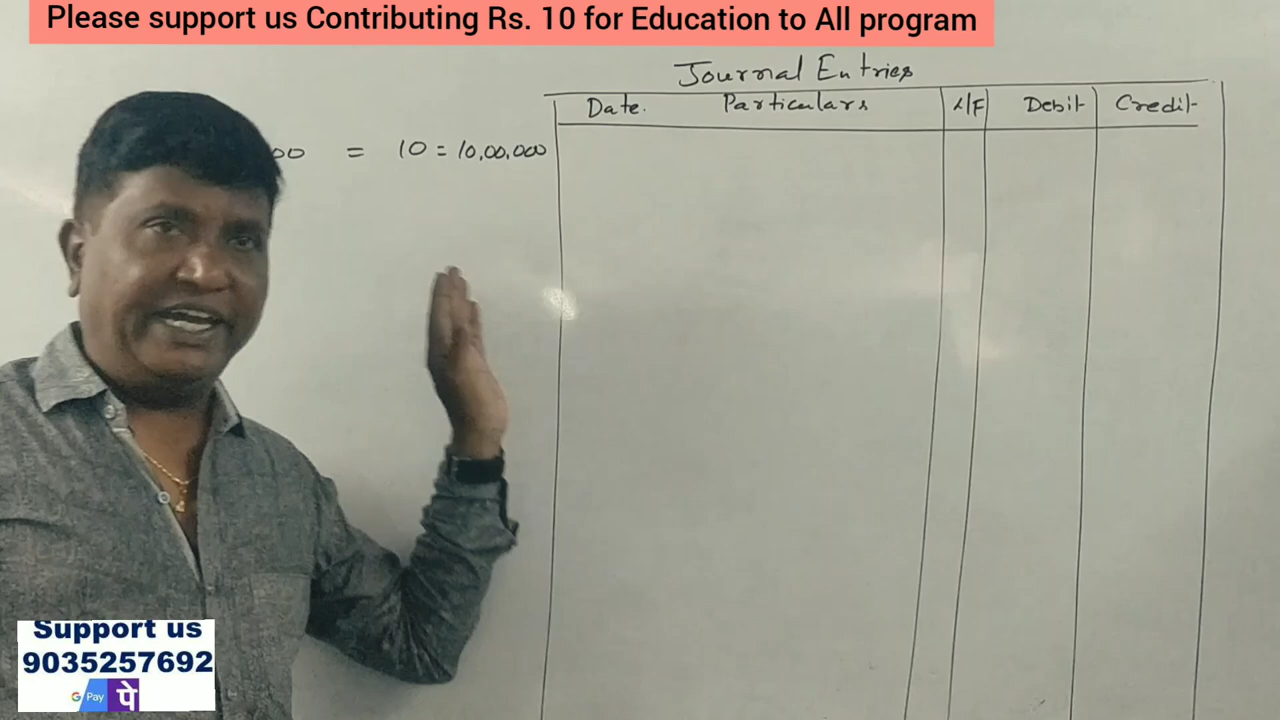 Please support us Contributing Rs. 10 for Education to All program
Journal Entries
Date. Particulars L/F Debit Credit
00 = 10 = 10,00,000
Support us
9035257692
G Pay पे